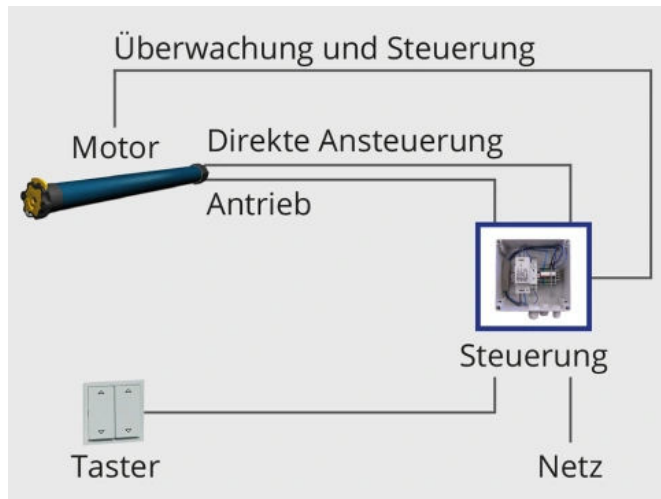 Überwachung und Steuerung
Motor
Direkte Ansteuerung
Antrieb
Steuerung
Taster
Netz